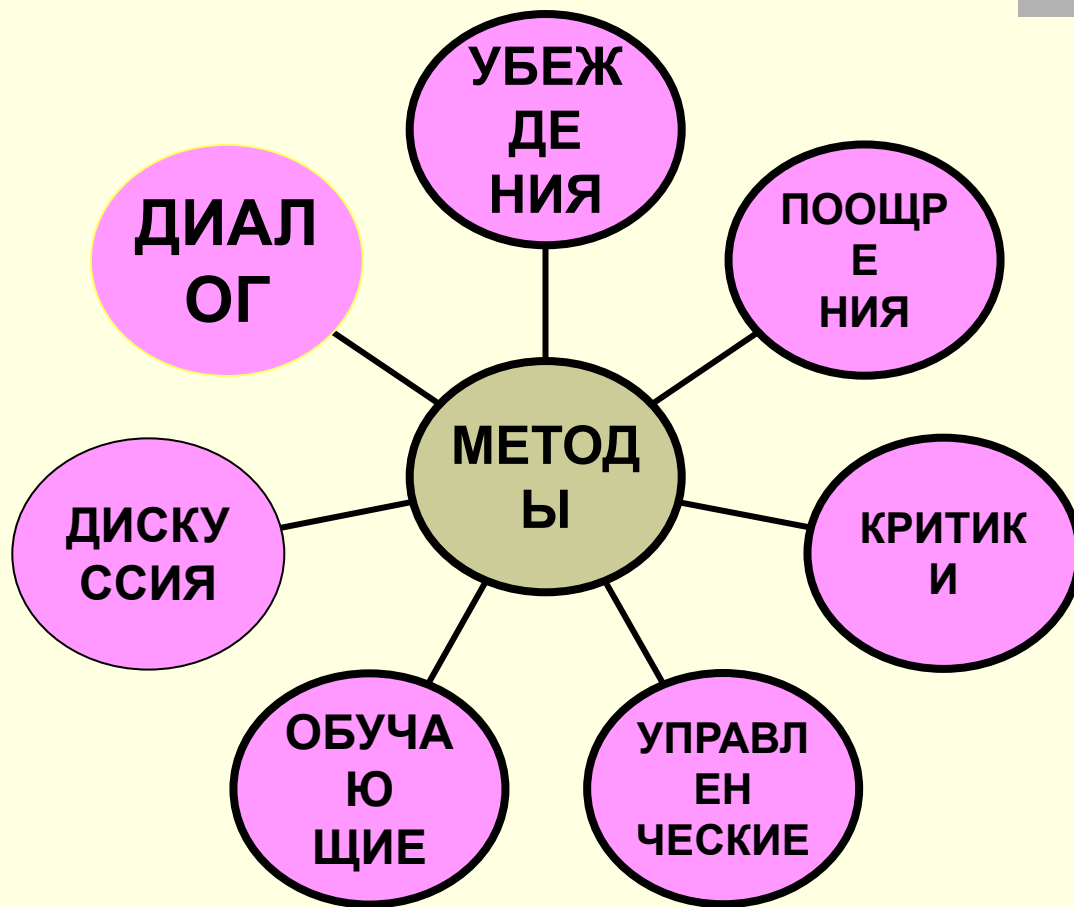 УБЕЖ
ДЕ
НИЯ
ДИАЛ
ОГ
ПООЩР
Е
НИЯ
МЕТОД
Ы
ДИСКУ
ССИЯ
КРИТИК
И
ОБУЧА
Ю
ЩИЕ
УПРАВЛ
ЕН
ЧЕСКИЕ